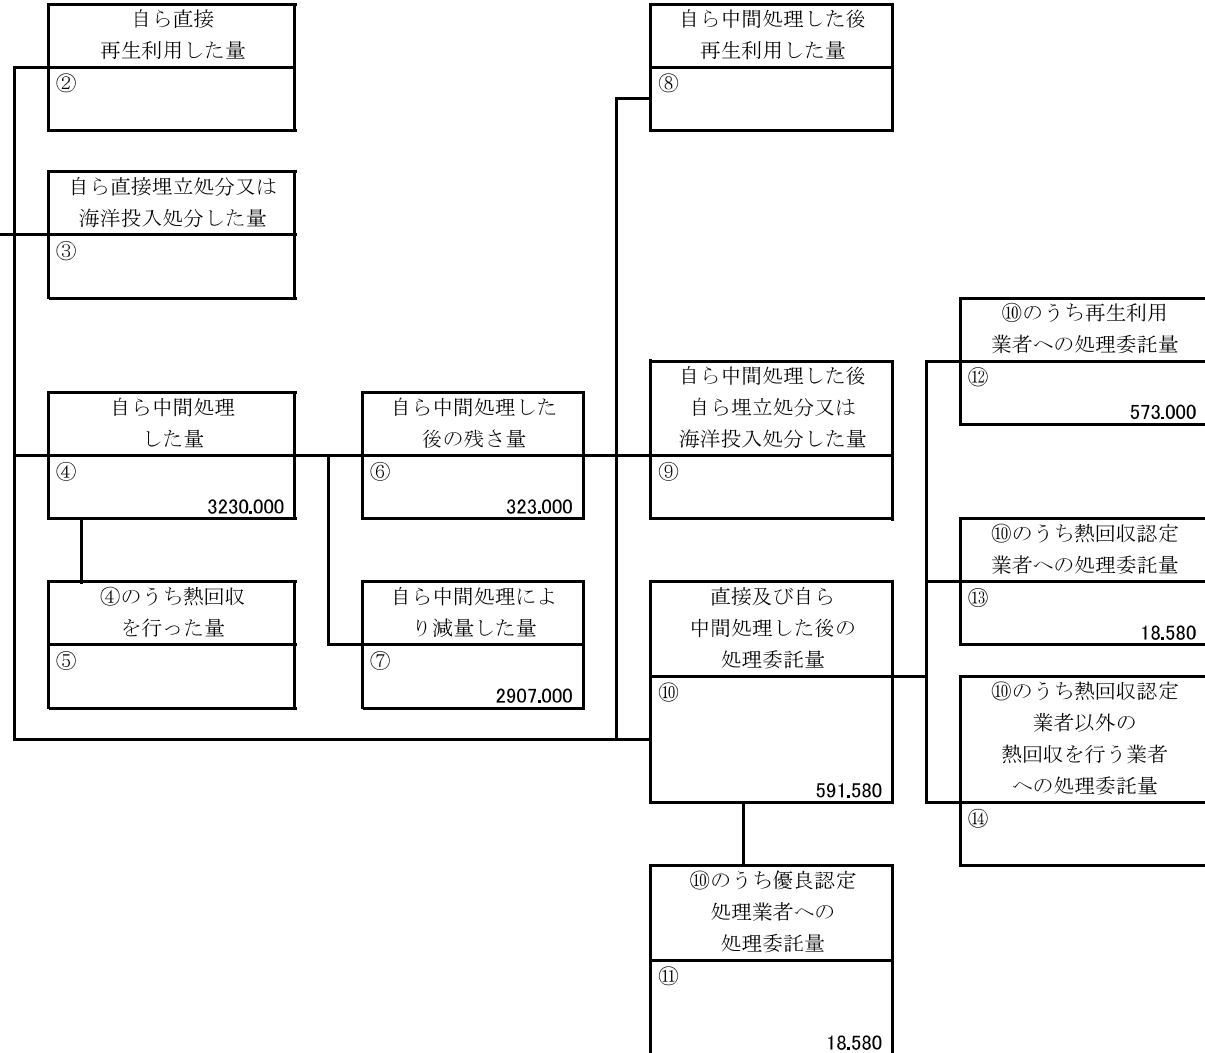 自ら直接
再生利用した量
②
自ら中間処理した後
再生利用した量
⑧
自ら直接埋立処分又は
海洋投入処分した量
③
⑩のうち再生利用
業者への処理委託量
⑫
573.000
自ら中間処理
した量
④
3230.000
自ら中間処理した
後の残さ量
⑥
323.000
自ら中間処理した後
自ら埋立処分又は
海洋投入処分した量
⑨
⑩のうち熱回収認定
業者への処理委託量
⑬
18.580
④のうち熱回収
を行った量
⑤
自ら中間処理によ
り減量した量
⑦
2907.000
直接及び自ら
中間処理した後の
処理委託量
⑩
591.580
⑩のうち熱回収認定
業者以外の
熱回収を行う業者
への処理委託量
⑭
⑩のうち優良認定
処理業者への
処理委託量
⑪
18.580